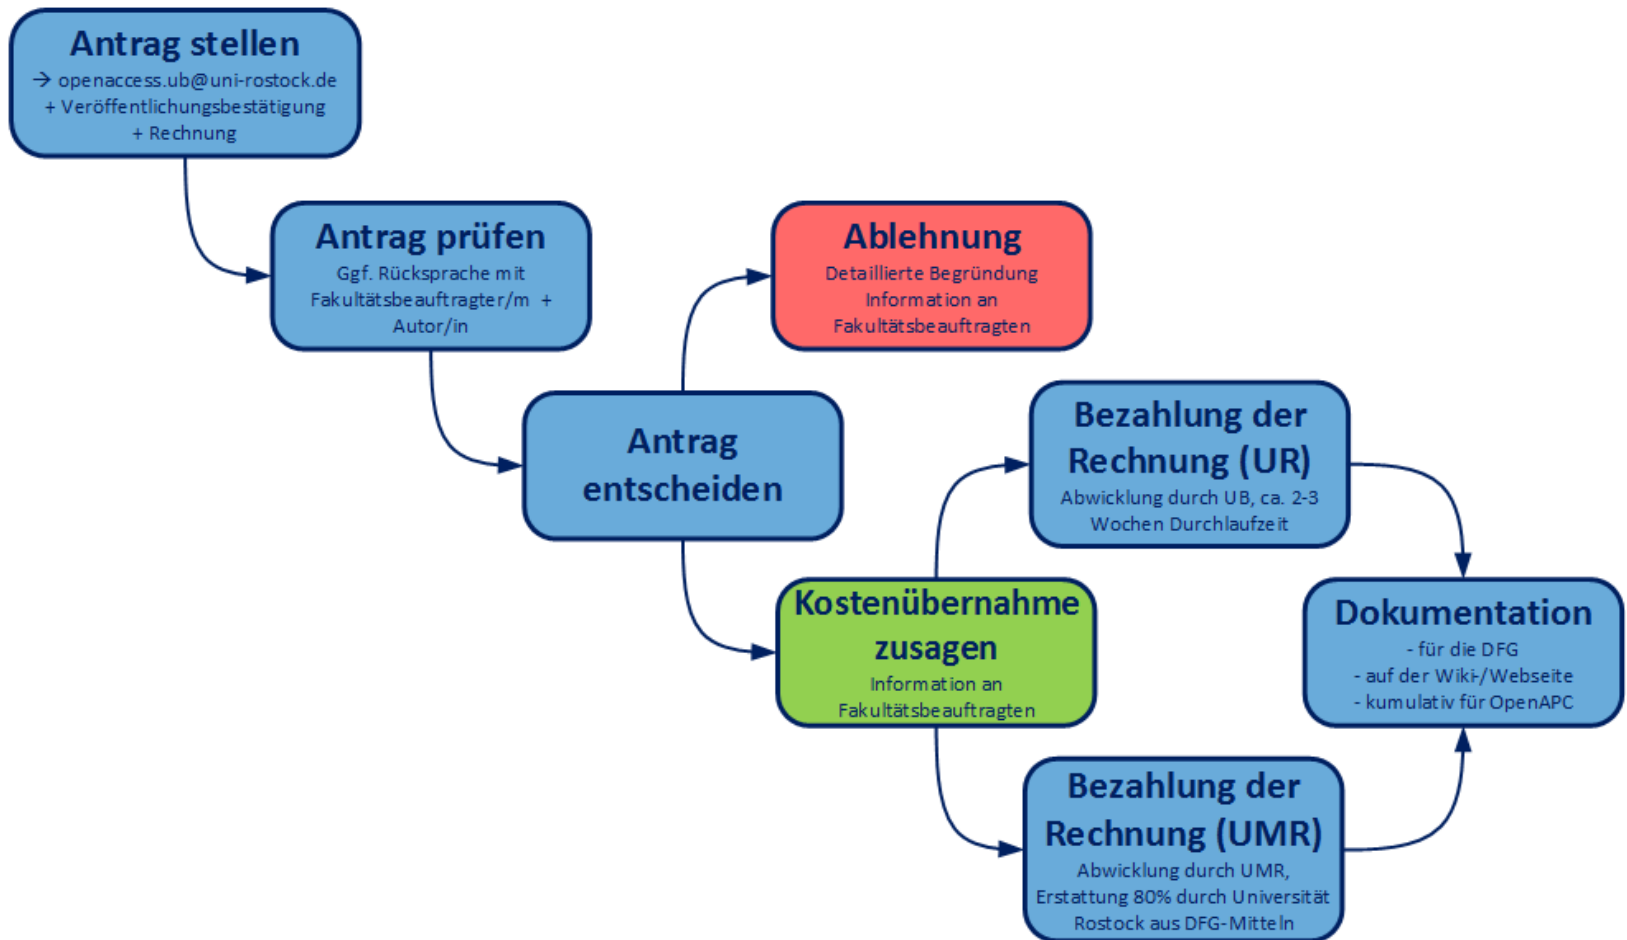 Antrag stellen
→ openaccess.ub@uni-rostock.de
+ Veröffentlichungsbestätigung
+ Rechnung
Antrag prüfen
Ggf. Rücksprache mit
Fakultätsbeauftragter/m +
Autor/in
Ablehnung
Detaillierte Begründung
Information an
Fakultätsbeauftragten
Antrag
entscheiden
Bezahlung der
Rechnung (UR)
Abwicklung durch UB, ca. 2-3
Wochen Durchlaufzeit
Kostenübernahme
zusagen
Information an
Fakultätsbeauftragten
Dokumentation
- für die DFG
- auf der Wiki-/Webseite
- kumulativ für OpenAPC
Bezahlung der
Rechnung (UMR)
Abwicklung durch UMR,
Erstattung 80% durch Universität
Rostock aus DFG-Mitteln